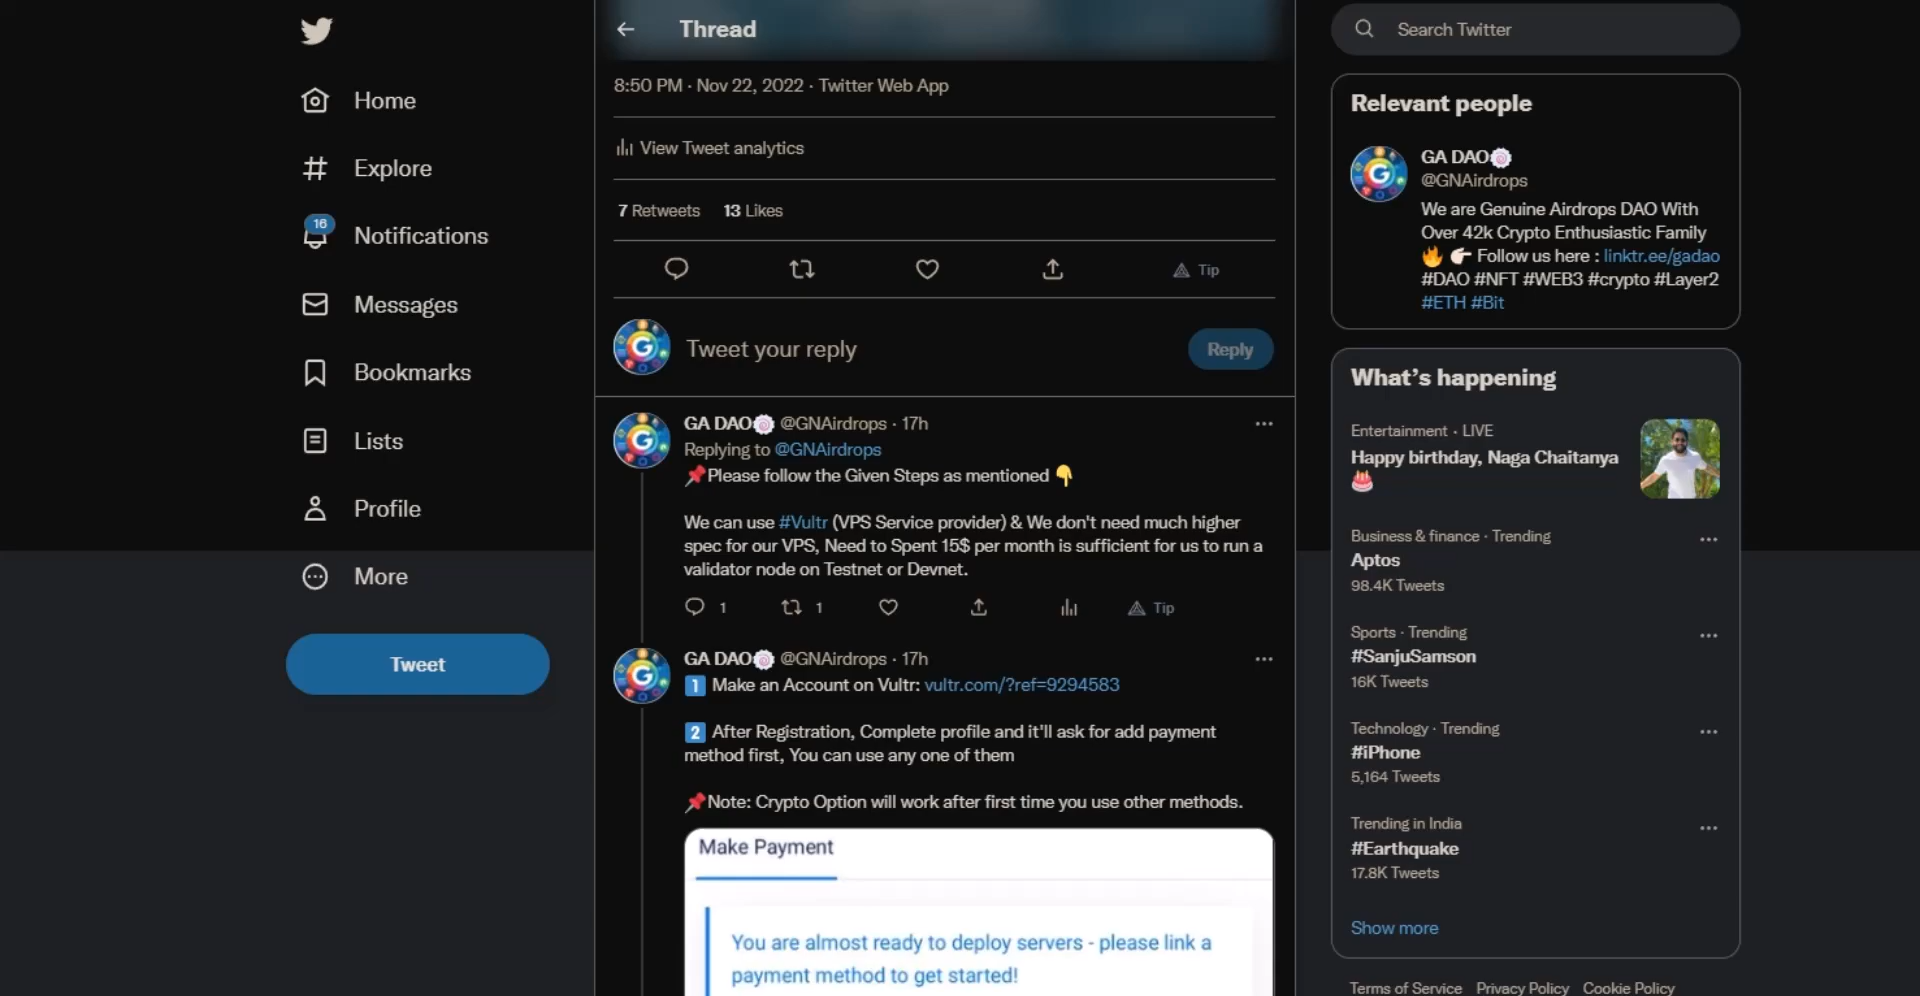 Home
Explore
16
Notifications
Messages
Bookmarks
Lists
Profile
More
Tweet
Thread
8:50 PM · Nov 22, 2022 · Twitter Web App
View Tweet analytics
7 Retweets 13 Likes
Tip
Tweet your reply
Reply
GA DAO🍥 @GNAirdrops · 17h
Replying to @GNAirdrops
📌Please follow the Given Steps as mentioned 👇
We can use #Vultr (VPS Service provider) & We don't need much higher
spec for our VPS, Need to Spent 15$ per month is sufficient for us to run a
validator node on Testnet or Devnet.
1 1 Tip
GA DAO🍥 @GNAirdrops · 17h
1️⃣ Make an Account on Vultr: vultr.com/?ref=9294583
2️⃣ After Registration, Complete profile and it'll ask for add payment
method first, You can use any one of them
📌Note: Crypto Option will work after first time you use other methods.
Make Payment
You are almost ready to deploy servers - please link a
payment method to get started!
Search Twitter
Relevant people
GA DAO🍥
@GNAirdrops
We are Genuine Airdrops DAO With
Over 42k Crypto Enthusiastic Family
🔥 👉🏻 Follow us here : linktr.ee/gadao
#DAO #NFT #WEB3 #crypto #Layer2
#ETH #Bit
What's happening
Entertainment · LIVE
Happy birthday, Naga Chaitanya
🎂
Business & finance · Trending
Aptos
98.4K Tweets
Sports · Trending
#SanjuSamson
16K Tweets
Technology · Trending
#iPhone
5,164 Tweets
Trending in India
#Earthquake
17.8K Tweets
Show more
Terms of Service Privacy Policy Cookie Policy